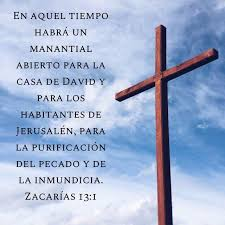 En aquel tiempo
habrá un
manantial
abierto para la
casa de David y
para los
habitantes de
Jerusalén, para
la purificación
del pecado y de
la inmundicia.
Zacarías 13:1